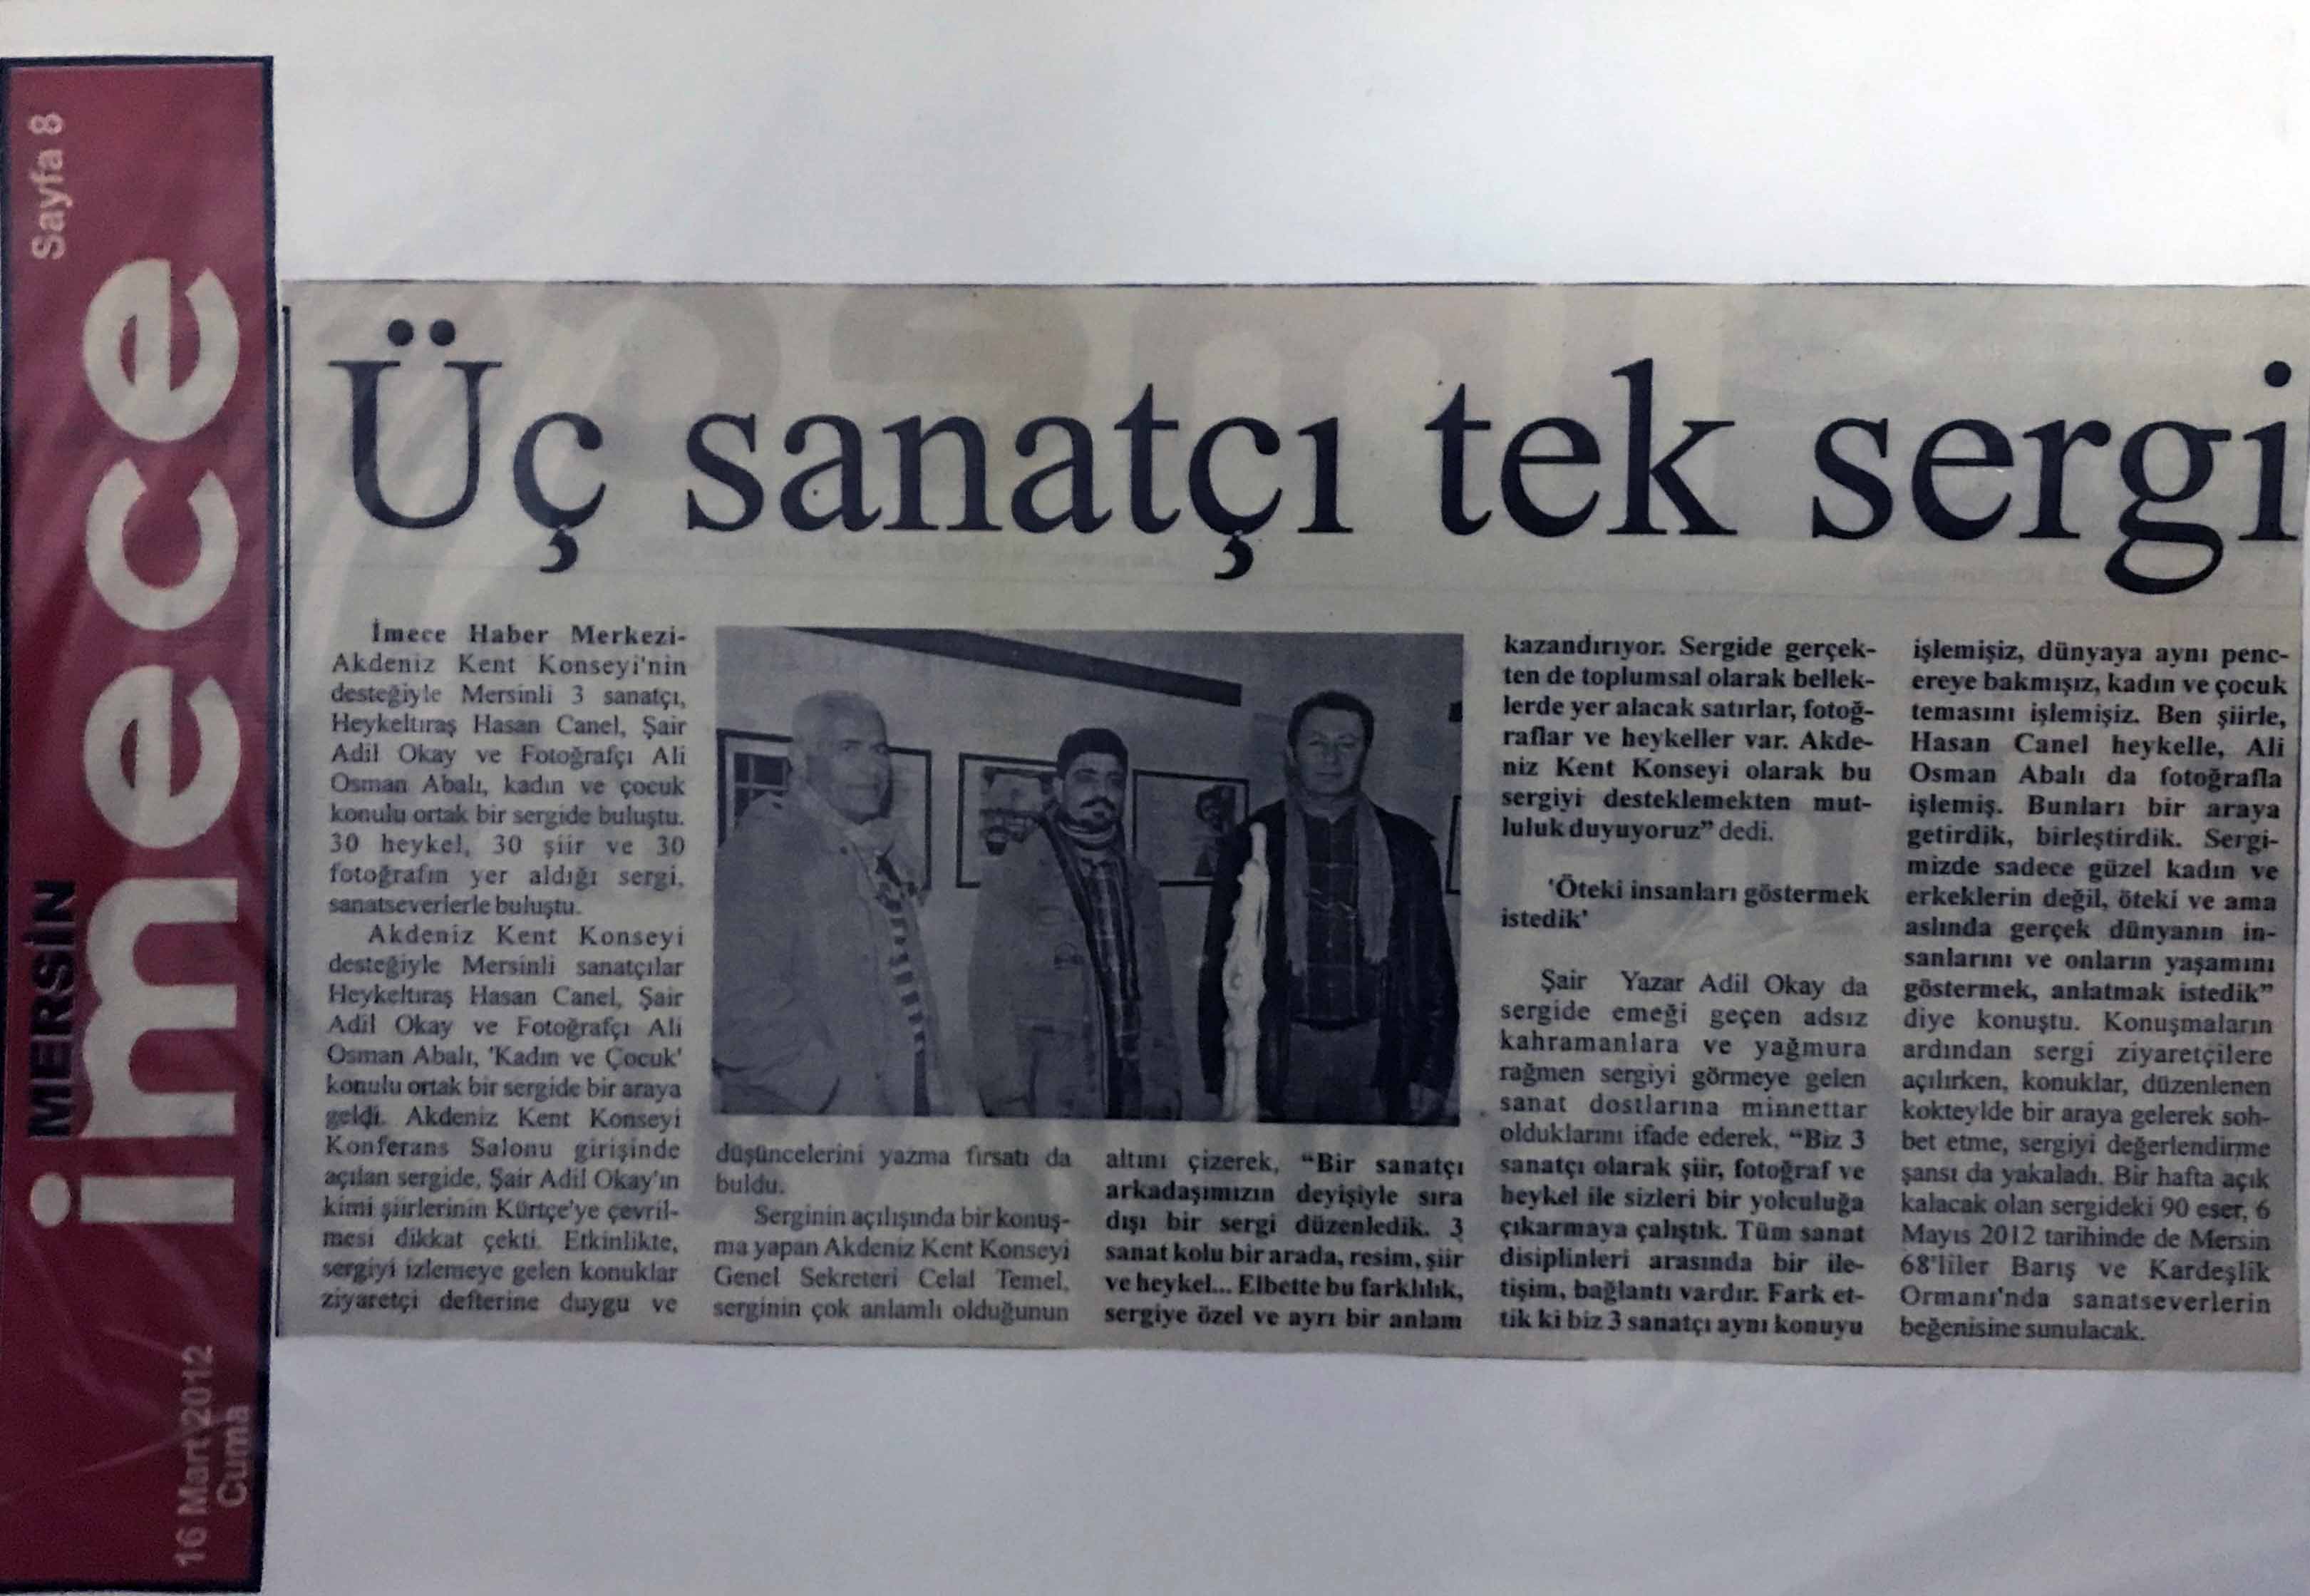 Sayfa 8
MERSİN
imece
16 Mart 2012
Cuma
Üç sanatçı tek sergi
İmece Haber Merkezi-
Akdeniz Kent Konseyi'nin
desteğiyle Mersinli 3 sanatçı,
Heykeltıraş Hasan Canel, Şair
Adil Okay ve Fotoğrafçı Ali
Osman Abalı, kadın ve çocuk
konulu ortak bir sergide buluştu.
30 heykel, 30 şiir ve 30
fotoğrafın yer aldığı sergi,
sanatseverlerle buluştu.
Akdeniz Kent Konseyi
desteğiyle Mersinli sanatçılar
Heykeltıraş Hasan Canel, Şair
Adil Okay ve Fotoğrafçı Ali
Osman Abalı, 'Kadın ve Çocuk'
konulu ortak bir sergide bir araya
geldi. Akdeniz Kent Konseyi
Konferans Salonu girişinde
açılan sergide, Şair Adil Okay'ın
kimi şiirlerinin Kürtçe'ye çevril-
mesi dikkat çekti. Etkinlikte,
sergiyi izlemeye gelen konuklar
ziyaretçi defterine duygu ve
düşüncelerini yazma fırsatı da
buldu.
Serginin açılışında bir konuş-
ma yapan Akdeniz Kent Konseyi
Genel Sekreteri Celal Temel,
serginin çok anlamlı olduğunun
altını çizerek, “Bir sanatçı
arkadaşımızın deyişiyle sıra
dışı bir sergi düzenledik. 3
sanat kolu bir arada, resim, şiir
ve heykel... Elbette bu farklılık,
sergiye özel ve ayrı bir anlam
kazandırıyor. Sergide gerçek-
ten de toplumsal olarak bellek-
lerde yer alacak satırlar, fotoğ-
raflar ve heykeller var. Akde-
niz Kent Konseyi olarak bu
sergiyi desteklemekten mut-
luluk duyuyoruz” dedi.
'Öteki insanları göstermek
istedik'
Şair Yazar Adil Okay da
sergide emeği geçen adsız
kahramanlara ve yağmura
rağmen sergiyi görmeye gelen
sanat dostlarına minnettar
olduklarını ifade ederek, “Biz 3
sanatçı olarak şiir, fotoğraf ve
heykel ile sizleri bir yolculuğa
çıkarmaya çalıştık. Tüm sanat
disiplinleri arasında bir ile-
tişim, bağlantı vardır. Fark et-
tik ki biz 3 sanatçı aynı konuyu
işlemişiz, dünyaya aynı penc-
ereye bakmışız, kadın ve çocuk
temasını işlemişiz. Ben şiirle,
Hasan Canel heykelle, Ali
Osman Abalı da fotoğrafla
işlemiş. Bunları bir araya
getirdik, birleştirdik. Sergi-
mizde sadece güzel kadın ve
erkeklerin değil, öteki ve ama
aslında gerçek dünyanın in-
sanlarını ve onların yaşamını
göstermek, anlatmak istedik”
diye konuştu. Konuşmaların
ardından sergi ziyaretçilere
açılırken, konuklar, düzenlenen
kokteylde bir araya gelerek soh-
bet etme, sergiyi değerlendirme
şansı da yakaladı. Bir hafta açık
kalacak olan sergideki 90 eser, 6
Mayıs 2012 tarihinde de Mersin
68'liler Barış ve Kardeşlik
Ormanı'nda sanatseverlerin
beğenisine sunulacak.